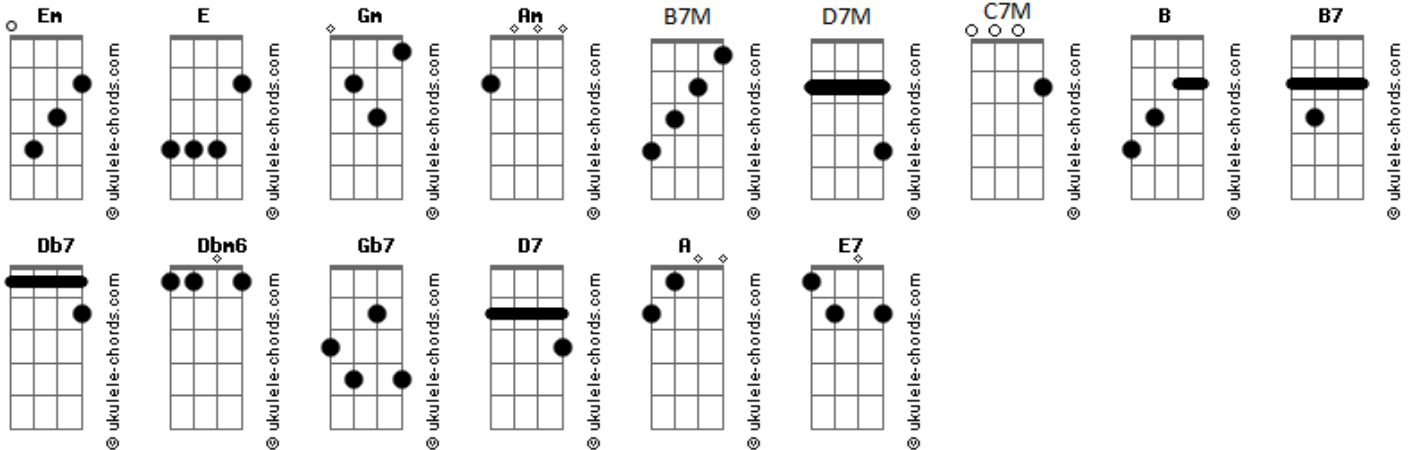 Em E Gm Am B7M D7M C7M B B7
© ukulele-chords.com © ukulele-chords.com © ukulele-chords.com © ukulele-chords.com © ukulele-chords.com © ukulele-chords.com © ukulele-chords.com © ukulele-chords.com © ukulele-chords.com
Db7 Dbm6 Gb7 D7 A E7
© ukulele-chords.com © ukulele-chords.com © ukulele-chords.com © ukulele-chords.com © ukulele-chords.com © ukulele-chords.com